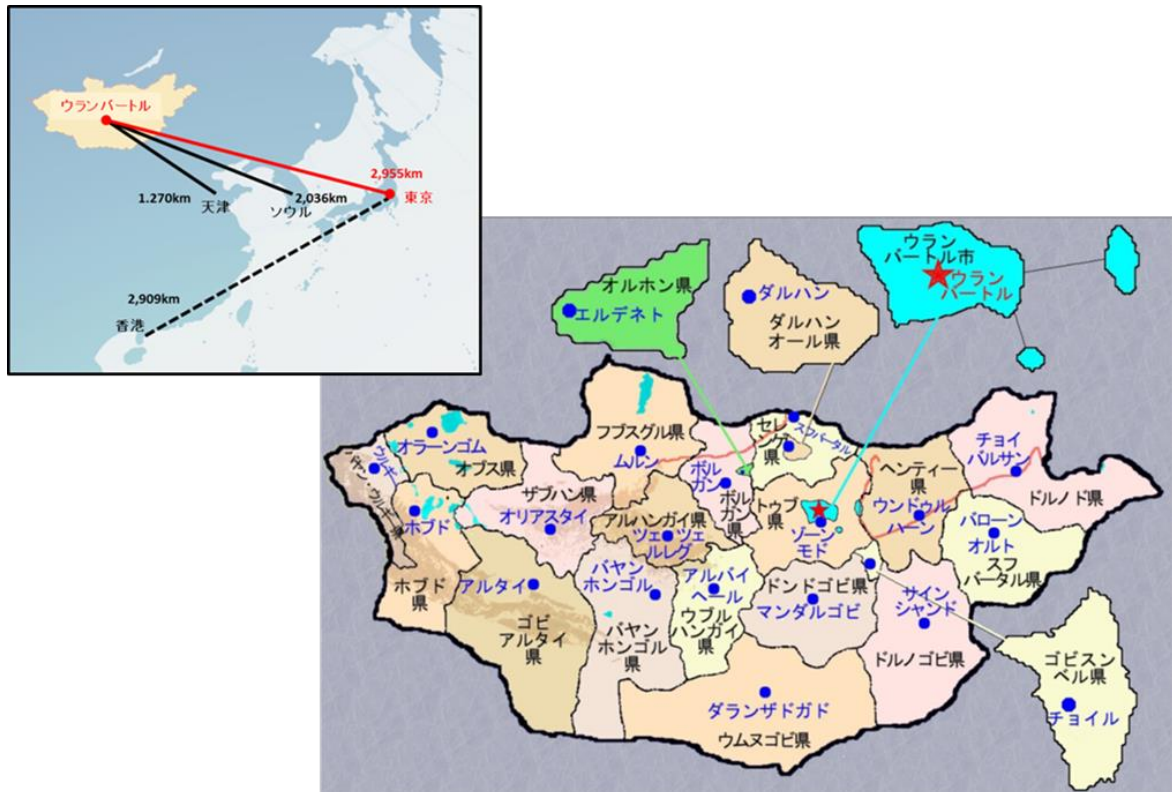 ウランバートル
2,955km
1.270km
天津
2,036km
ソウル
東京
2,909km
香港
オルホン県
エルデネト
ダルハン
ダルハン
オール県
ウラン
バートル市
ウラン
バートル
フブスグル県
ムルン
セレ
ンゲ
県
スフバータル
チョイ
バルサン
ドルノド県
オラーンゴム
オブス県
ウルギー
バヤン・ウルギー県
ホブド
ホブド
県
ザブハン県
オリアスタイ
アルハンガイ県
ツェ
ツェ
ルレグ
ボル
ガン
ボル
ガン
県
トゥブ
県
ゾーン
モド
ヘンティー
県
ウンドゥル
ハーン
バローン
オルト
スフ
バータル県
アルタイ
ゴビ
アルタイ
県
バヤン
ホンゴル
バヤン
ホンゴル
県
アルバイ
ヘール
ウブル
ハンガイ
県
ドンドゴビ県
マンダルゴビ
サイン
シャンド
ドルノゴビ県
ダランザドガド
ウムヌゴビ県
ゴビスン
ベル県
チョイル